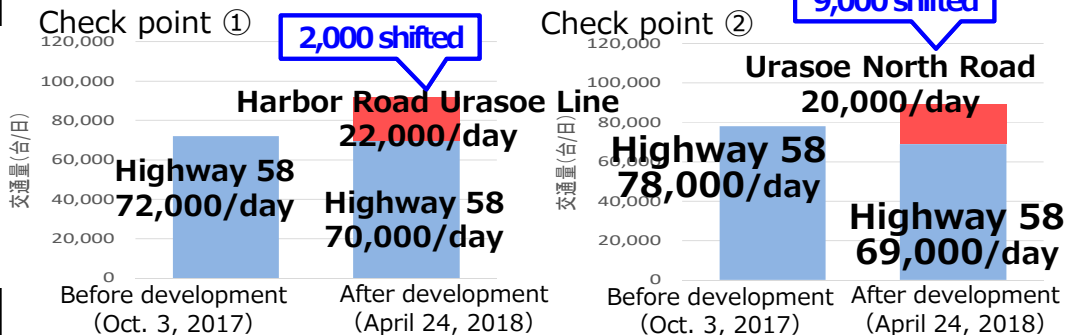 Check point ①
2,000 shifted
120,000
100,000
80,000
60,000
40,000
20,000
0
交通量(台/日)
Harbor Road Urasoe Line
22,000/day
Highway 58
72,000/day
Highway 58
70,000/day
Before development
(Oct. 3, 2017)
After development
(April 24, 2018)
Check point ②
9,000 shifted
120,000
100,000
80,000
60,000
40,000
20,000
0
交通量(台/日)
Urasoe North Road
20,000/day
Highway 58
78,000/day
Highway 58
69,000/day
Before development
(Oct. 3, 2017)
After development
(April 24, 2018)